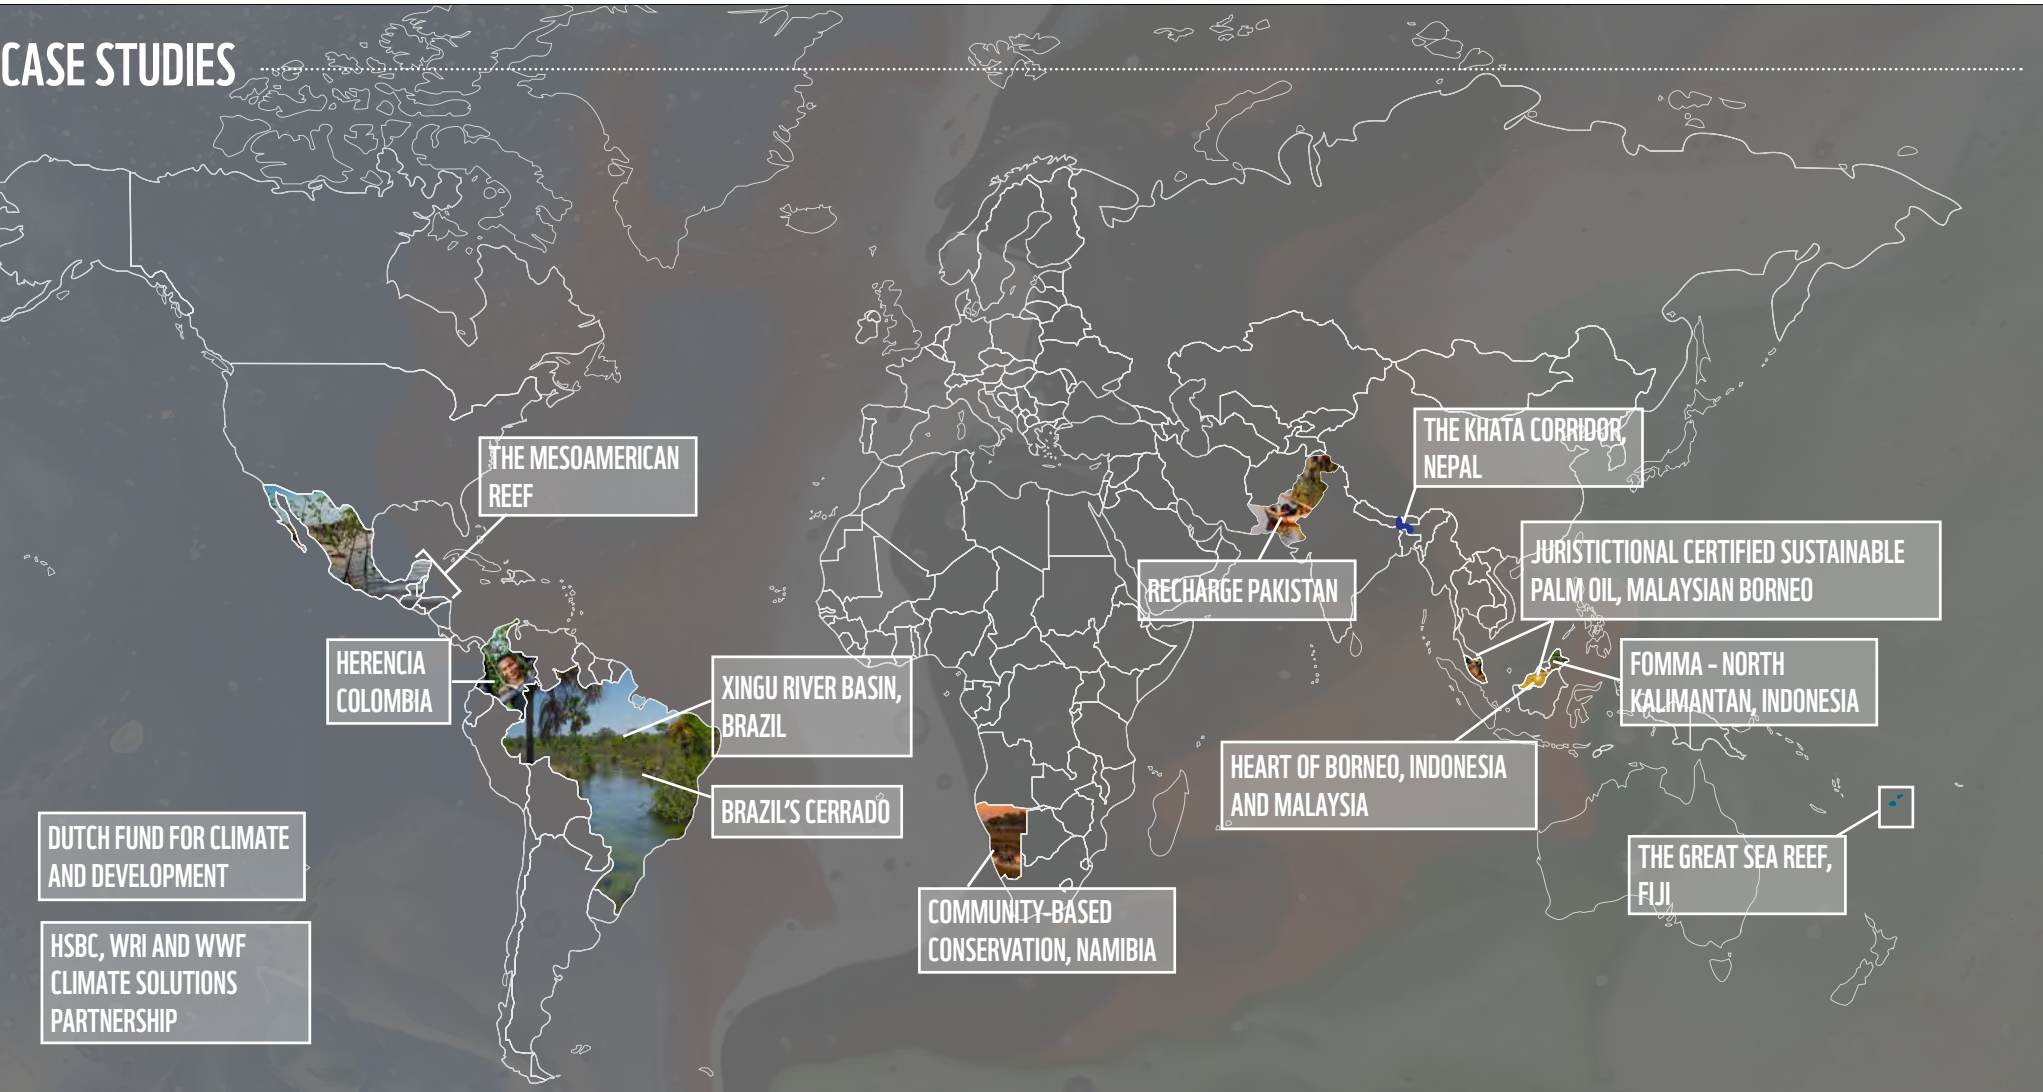 CASE STUDIES
THE MESOAMERICAN
REEF
THE KHATA CORRIDOR,
NEPAL
JURISTICTIONAL CERTIFIED SUSTAINABLE
PALM OIL, MALAYSIAN BORNEO
RECHARGE PAKISTAN
HERENCIA
COLOMBIA
XINGU RIVER BASIN,
BRAZIL
FOMMA - NORTH
KALIMANTAN, INDONESIA
HEART OF BORNEO, INDONESIA
AND MALAYSIA
BRAZIL'S CERRADO
DUTCH FUND FOR CLIMATE
AND DEVELOPMENT
THE GREAT SEA REEF,
FIJI
COMMUNITY-BASED
CONSERVATION, NAMIBIA
HSBC, WRI AND WWF
CLIMATE SOLUTIONS
PARTNERSHIP